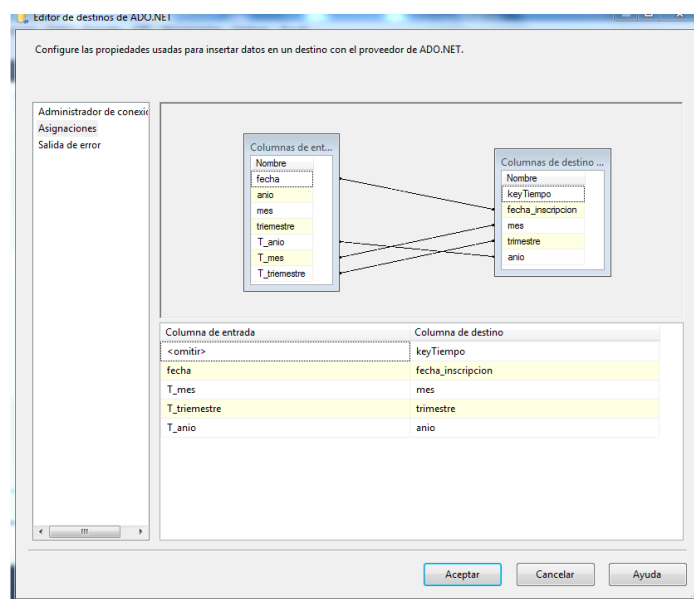 Editor de destinos de ADO.NET
Configure las propiedades usadas para insertar datos en un destino con el proveedor de ADO.NET.
Administrador de conexic
Asignaciones
Salida de error
Columnas de ent...
Nombre
fecha
anio
mes
triemestre
T_anio
T_mes
T_triemestre
Columnas de destino ...
Nombre
keyTiempo
fecha_inscripcion
mes
trimestre
anio
Columna de entrada Columna de destino
<omitir> keyTiempo
fecha fecha_inscripcion
T_mes mes
T_triemestre trimestre
T_anio anio
Aceptar Cancelar Ayuda